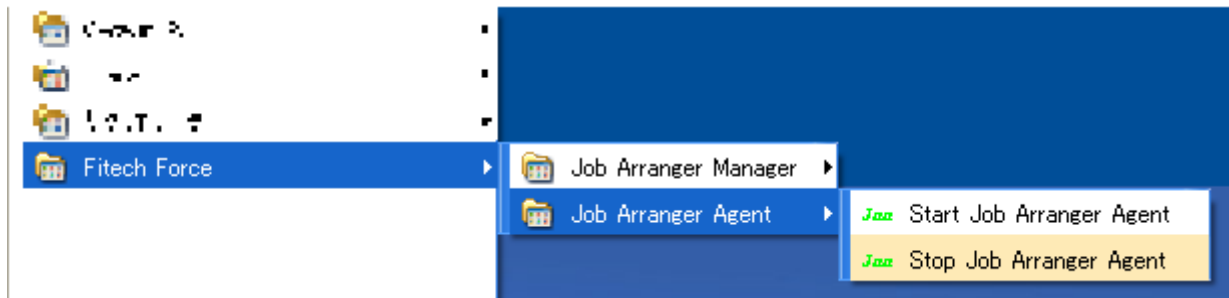 Fitech Force
Job Arranger Manager
Job Arranger Agent
Jaa Start Job Arranger Agent
Jaa Stop Job Arranger Agent